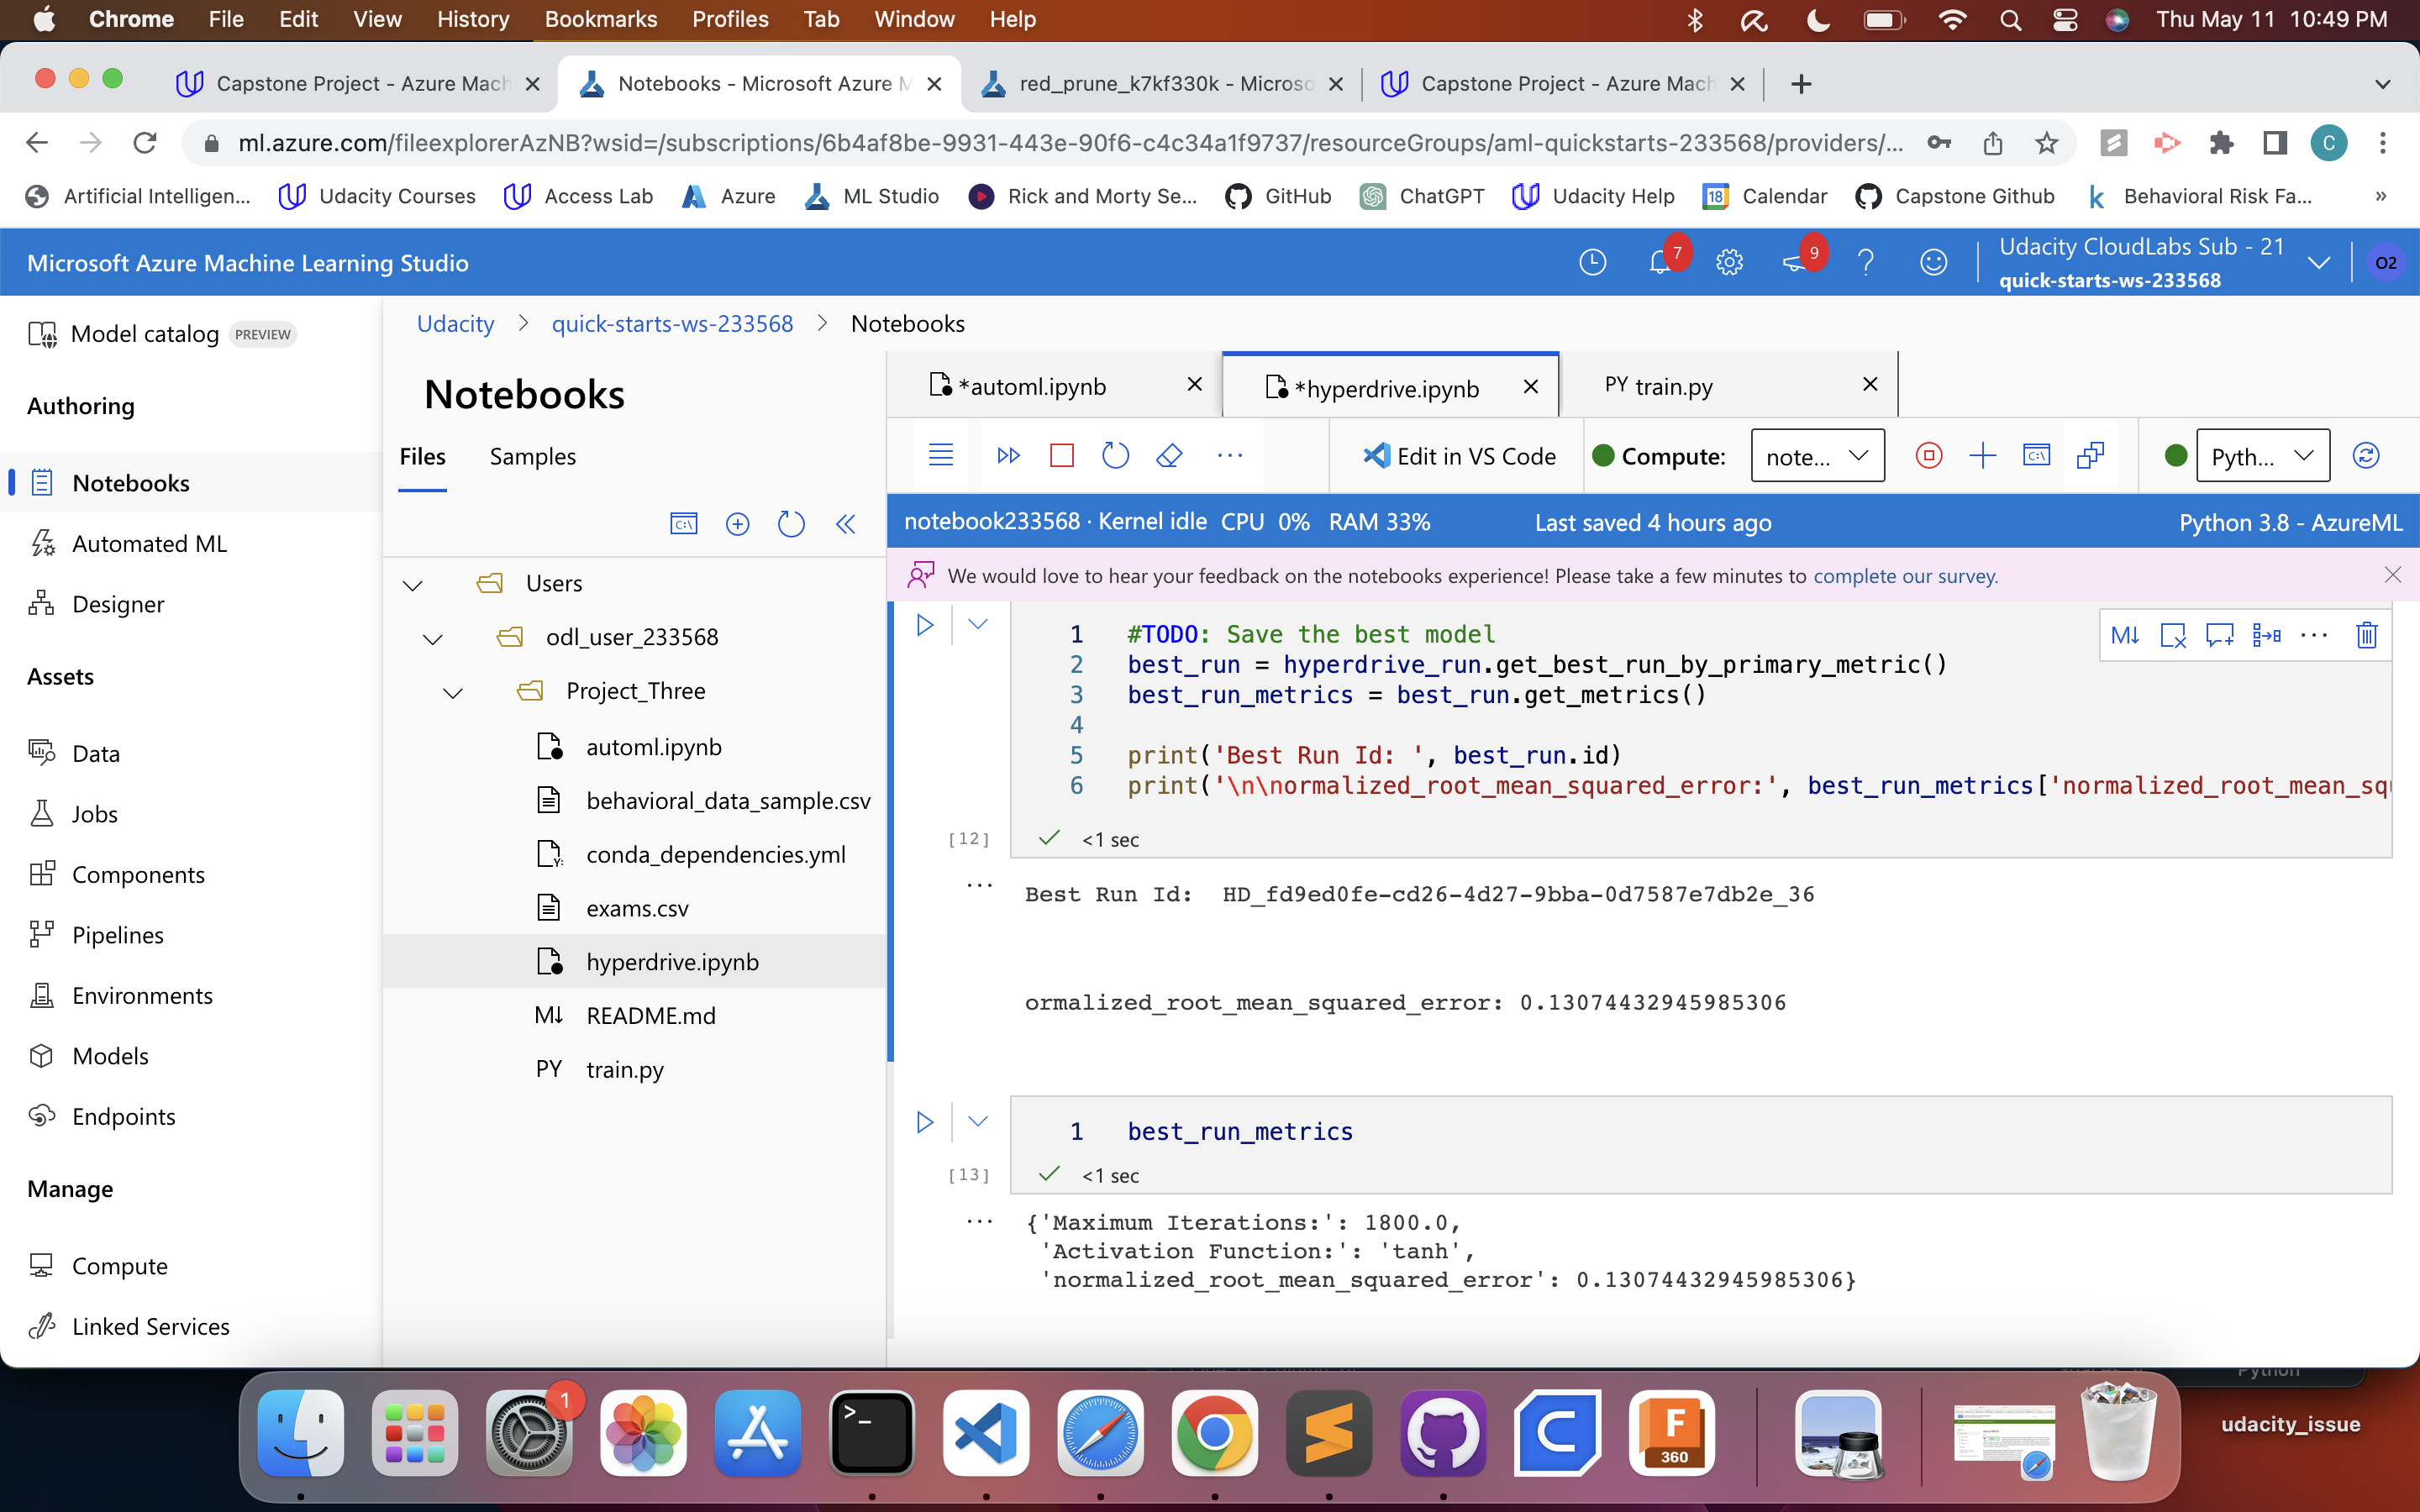 Chrome File Edit View History Bookmarks Profiles Tab Window Help Thu May 11 10:49 PM
Capstone Project - Azure Mach Notebooks - Microsoft Azure M red_prune_k7kf330k - Microso Capstone Project - Azure Mach
ml.azure.com/fileexplorerAzNB?wsid=/subscriptions/6b4af8be-9931-443e-90f6-c4c34a1f9737/resourceGroups/aml-quickstarts-233568/providers/... C
Artificial Intelligen... Udacity Courses Access Lab Azure ML Studio Rick and Morty Se... GitHub ChatGPT Udacity Help 18 Calendar Capstone Github k Behavioral Risk Fa... »
Microsoft Azure Machine Learning Studio 7 9 Udacity CloudLabs Sub - 21 O2
quick-starts-ws-233568
Model catalog PREVIEW
Authoring
Notebooks
Automated ML
Designer
Assets
Data
Jobs
Components
Pipelines
Environments
Models
Endpoints
Manage
Compute
Linked Services
Udacity > quick-starts-ws-233568 > Notebooks
Notebooks
Files Samples
Users
odl_user_233568
Project_Three
automl.ipynb
behavioral_data_sample.csv
conda_dependencies.yml
exams.csv
hyperdrive.ipynb
M↓ README.md
PY train.py
*automl.ipynb *hyperdrive.ipynb PY train.py
Edit in VS Code Compute: note... Pyth...
notebook233568 · Kernel idle CPU 0% RAM 33% Last saved 4 hours ago Python 3.8 - AzureML
We would love to hear your feedback on the notebooks experience! Please take a few minutes to complete our survey.
1 #TODO: Save the best model
2 best_run = hyperdrive_run.get_best_run_by_primary_metric()
3 best_run_metrics = best_run.get_metrics()
4
5 print('Best Run Id: ', best_run.id)
6 print('\n\normalized_root_mean_squared_error:', best_run_metrics['normalized_root_mean_squ
[12] <1 sec
Best Run Id: HD_fd9ed0fe-cd26-4d27-9bba-0d7587e7db2e_36
ormalized_root_mean_squared_error: 0.13074432945985306
1 best_run_metrics
[13] <1 sec
{'Maximum Iterations:': 1800.0,
'Activation Function:': 'tanh',
'normalized_root_mean_squared_error': 0.13074432945985306}
Python
1
F
360
udacity_issue